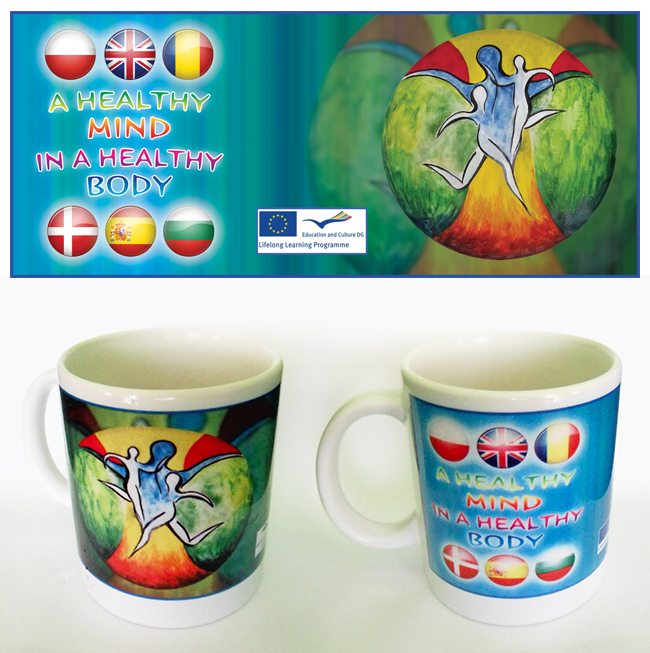 A HEALTHY
MIND
IN A HEALTHY
BODY
Education and Culture DG
Lifelong Learning Programme
A HEALTHY
MIND
IN A HEALTHY
BODY